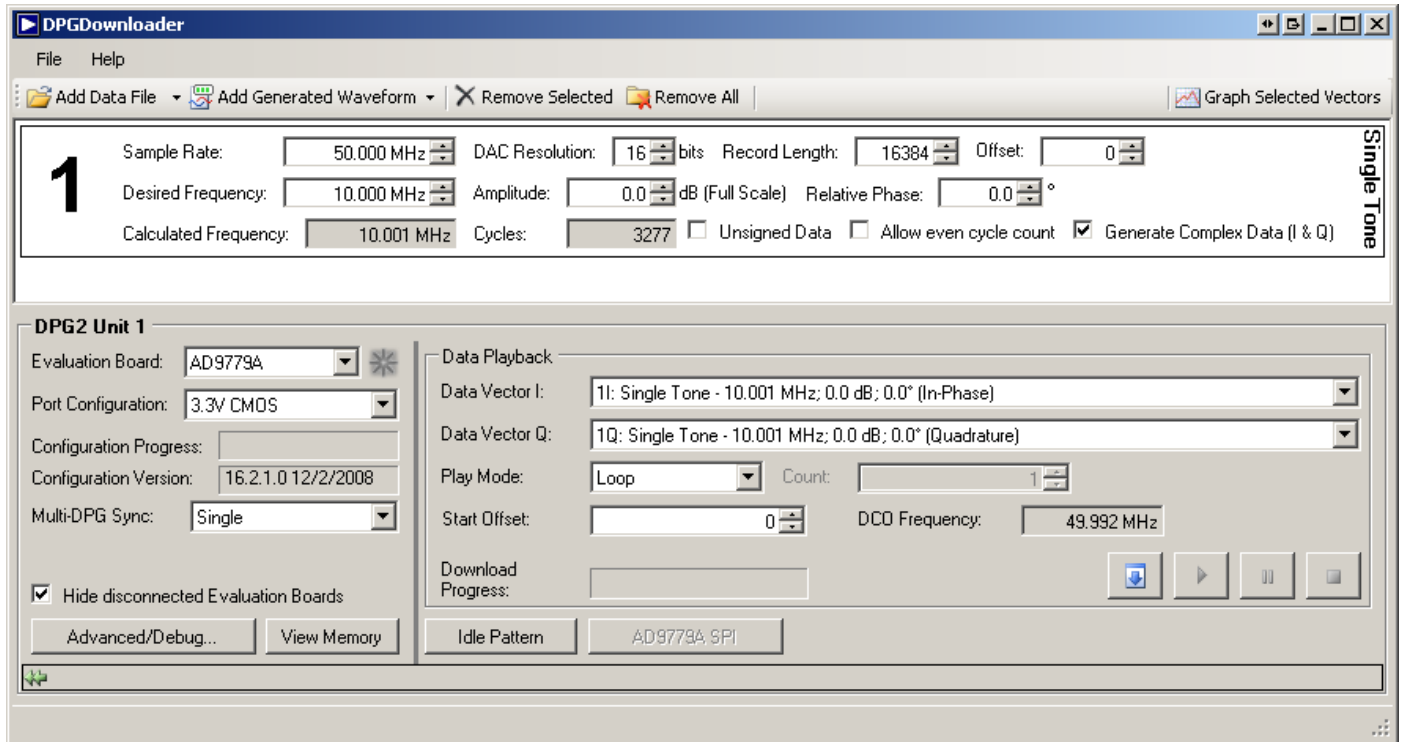 DPGDownloader
File Help
Add Data File Add Generated Waveform Remove Selected Remove All Graph Selected Vectors
1
Sample Rate: 50.000 MHz DAC Resolution: 16 bits Record Length: 16384 Offset: 0
Desired Frequency: 10.000 MHz Amplitude: 0.0 dB (Full Scale) Relative Phase: 0.0 °
Calculated Frequency: 10.001 MHz Cycles: 3277 Unsigned Data Allow even cycle count Generate Complex Data (I & Q)
Single Tone
DPG2 Unit 1
Evaluation Board: AD9779A
Port Configuration: 3.3V CMOS
Configuration Progress:
Configuration Version: 16.2.1.0 12/2/2008
Multi-DPG Sync: Single
Hide disconnected Evaluation Boards
Advanced/Debug... View Memory
Data Playback
Data Vector I: 1I: Single Tone - 10.001 MHz; 0.0 dB; 0.0° (In-Phase)
Data Vector Q: 1Q: Single Tone - 10.001 MHz; 0.0 dB; 0.0° (Quadrature)
Play Mode: Loop Count: 1
Start Offset: 0 DCO Frequency: 49.992 MHz
Download
Progress:
Idle Pattern AD9779A SPI